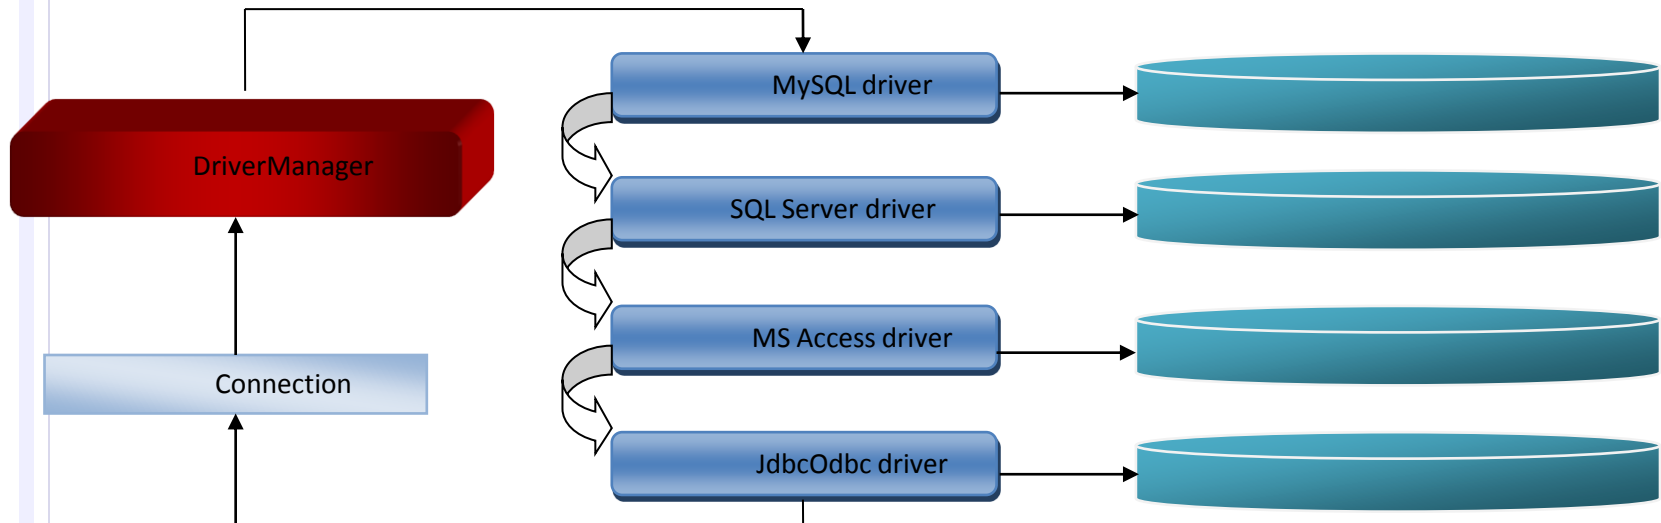 MySQL driver
DriverManager
SQL Server driver
MS Access driver
Connection
JdbcOdbc driver